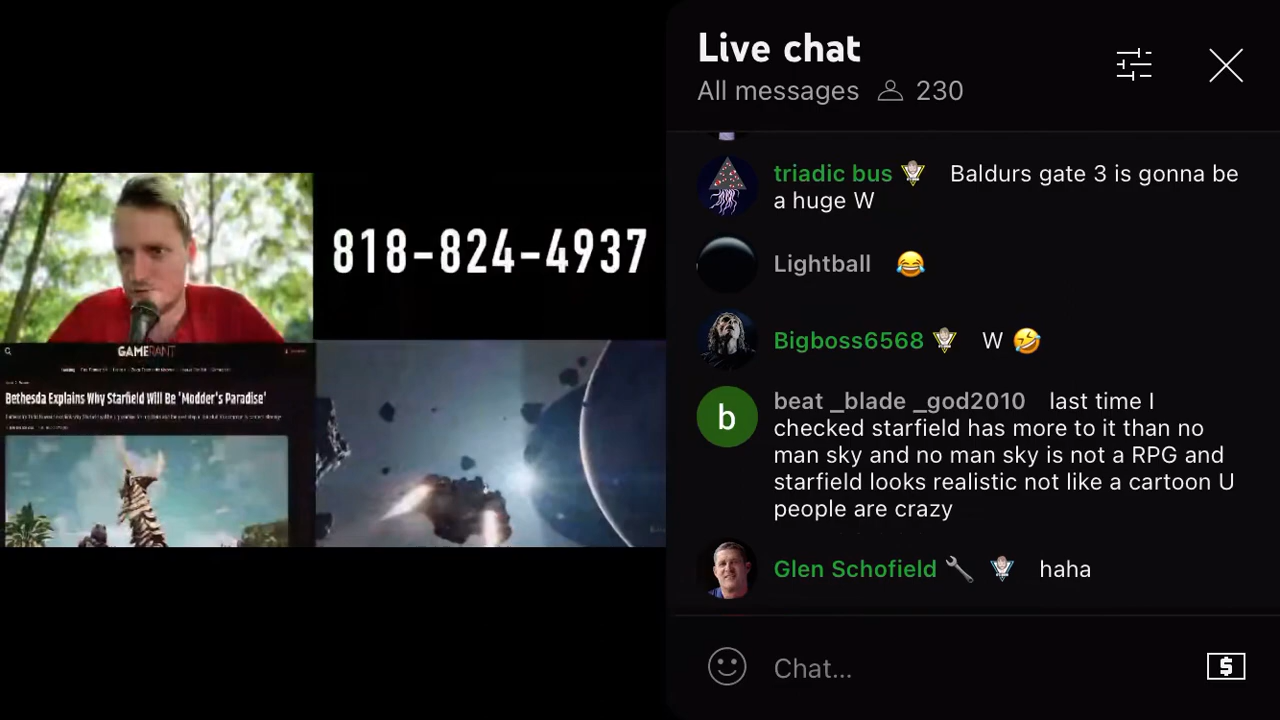 Live chat
All messages 230
triadic bus Baldurs gate 3 is gonna be
a huge W
Lightball 😂
Bigboss6568 W 🤣
b
beat _blade _god2010 last time I
checked starfield has more to it than no
man sky and no man sky is not a RPG and
starfield looks realistic not like a cartoon U
people are crazy
Glen Schofield haha
Chat...
$
818-824-4937
GAMERANT
Bethesda Explains Why Starfield Will Be 'Modder's Paradise'